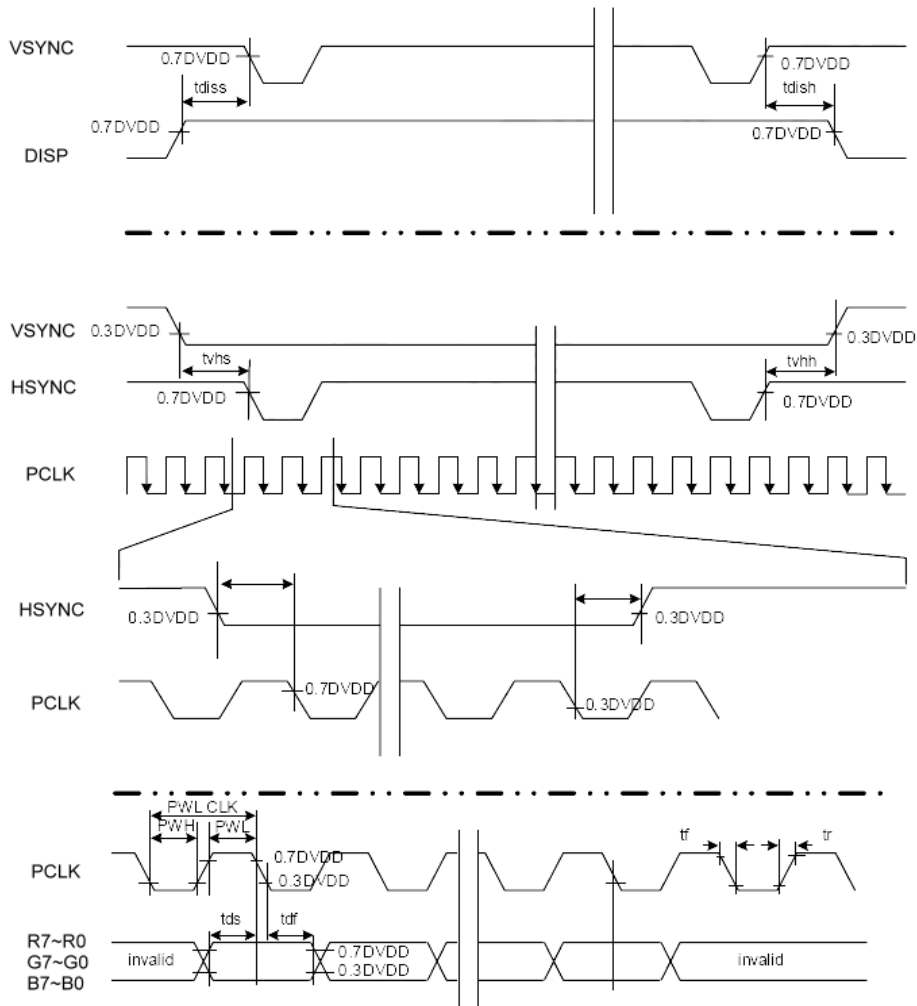 VSYNC
0.7DVDD
0.7DVDD
tdiss
tdish
0.7DVDD
0.7DVDD
DISP
VSYNC
0.3DVDD
0.3DVDD
tvhs
tvhh
HSYNC
0.7DVDD
0.7DVDD
PCLK
HSYNC
0.3DVDD
0.3DVDD
PCLK
0.7DVDD
0.3DVDD
PWL CLK
PWH
PWL
tf
tr
PCLK
0.7DVDD
0.3DVDD
tds
tdf
R7~R0
G7~G0
B7~B0
invalid
0.7DVDD
0.3DVDD
invalid